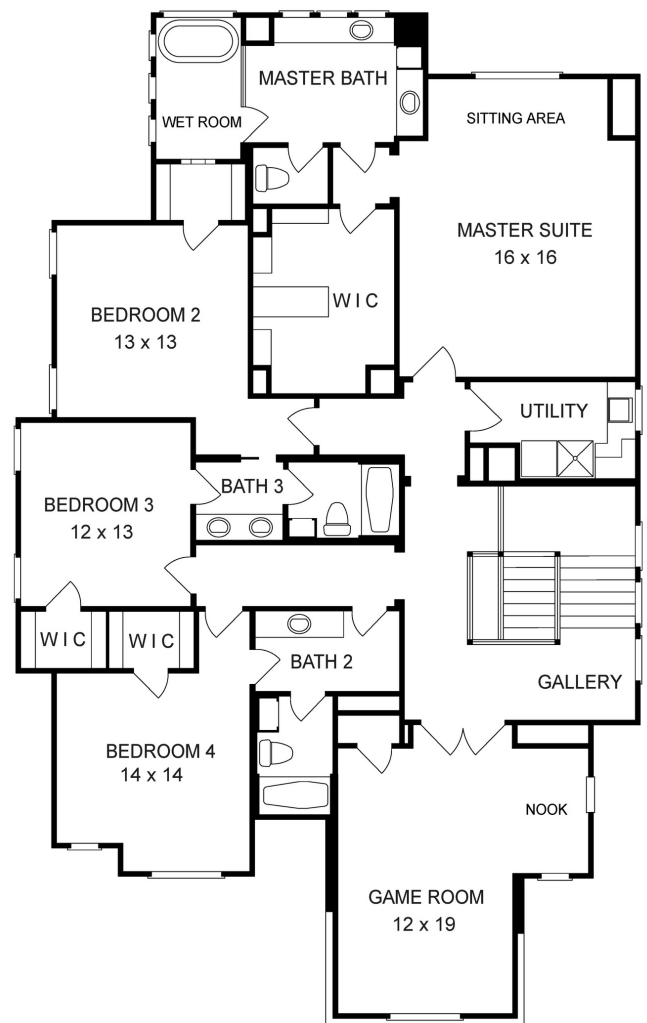 MASTER BATH
WET ROOM
SITTING AREA
MASTER SUITE
16 x 16
W I C
BEDROOM 2
13 x 13
UTILITY
BEDROOM 3
12 x 13
BATH 3
W I C
W I C
BATH 2
GALLERY
BEDROOM 4
14 x 14
NOOK
GAME ROOM
12 x 19